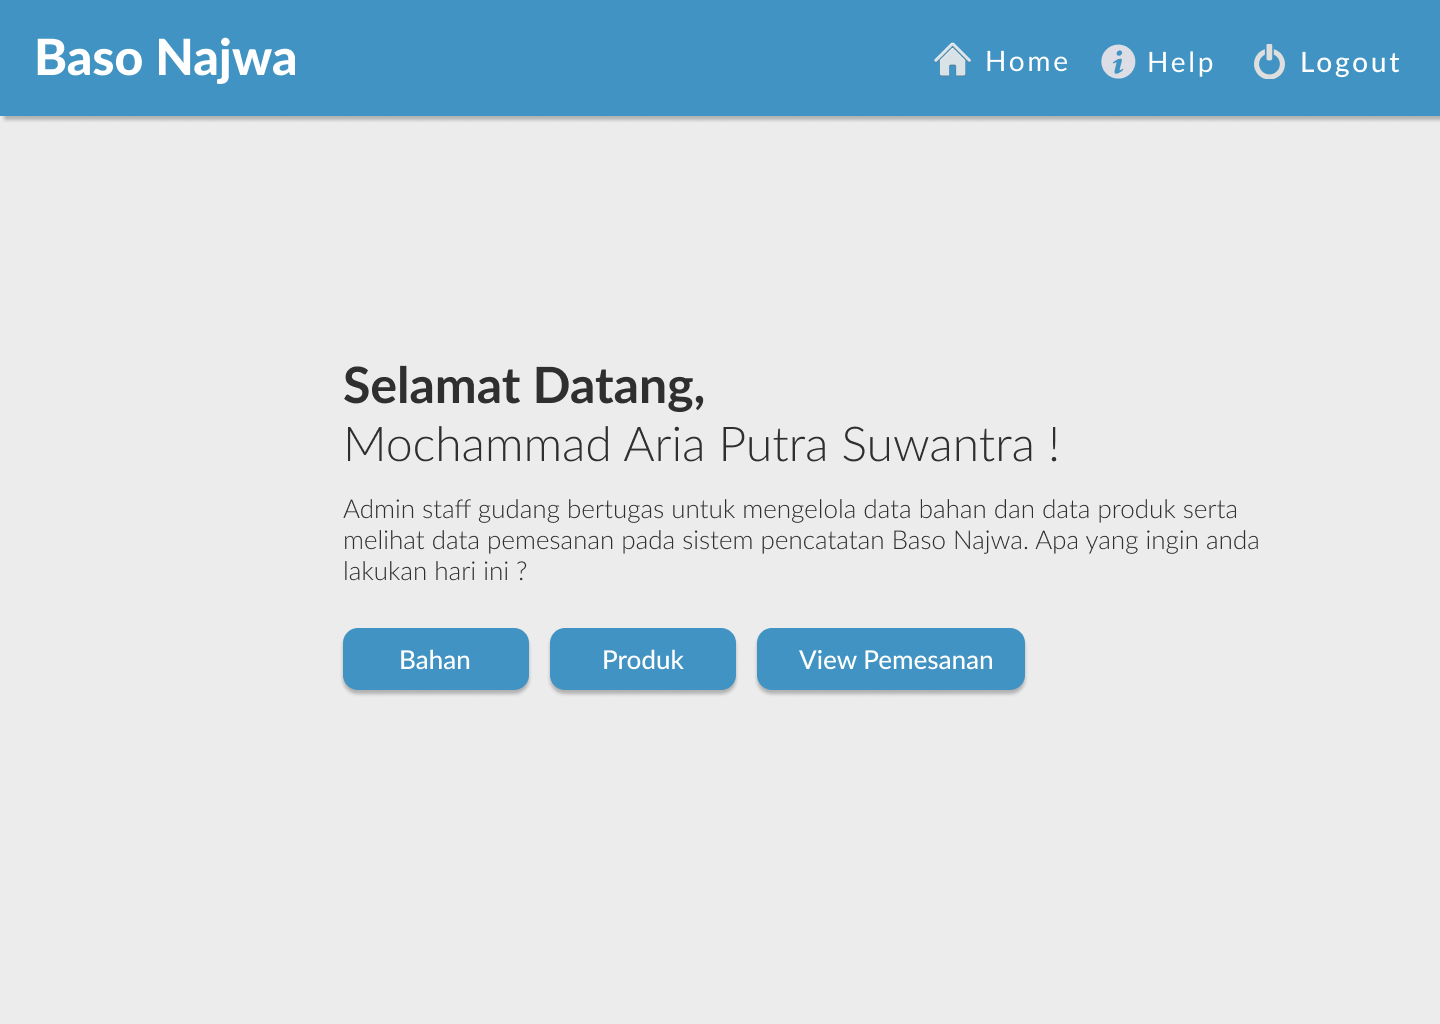 Baso Najwa
Home
Help
Logout
Selamat Datang,
Mochammad Aria Putra Suwantra !
Admin staff gudang bertugas untuk mengelola data bahan dan data produk serta
melihat data pemesanan pada sistem pencatatan Baso Najwa. Apa yang ingin anda
lakukan hari ini ?
Bahan
Produk
View Pemesanan